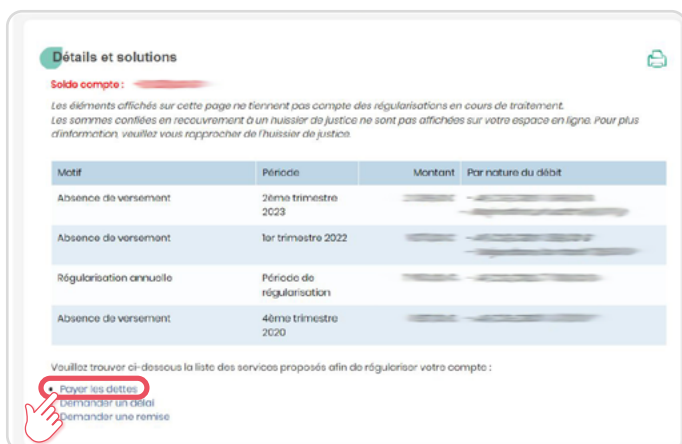 Détails et solutions
Solde compte :
Les éléments affichés sur cette page ne tiennent pas compte des régularisations en cours de traitement.
Les sommes confiées en recouvrement à un huissier de justice ne sont pas affichées sur votre espace en ligne. Pour plus
d'information, veuillez vous rapprocher de l'huissier de justice.
Motif Période Montant Par nature du débit
Absence de versement 2ème trimestre
2023
Absence de versement 1er trimestre 2022
Régularisation annuelle Période de
régularisation
Absence de versement 4ème trimestre
2020
Veuillez trouver ci-dessous la liste des services proposés afin de régulariser votre compte :
• Payer les dettes
Demander un délai
Demander une remise